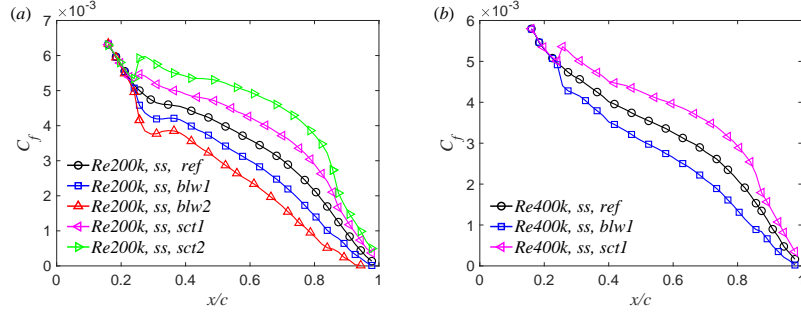 (a)
×10⁻³
7
6
5
4
3
2
1
0
C_f
0
0.2
0.4
0.6
0.8
1
x/c
Re200k, ss, ref
Re200k, ss, blw1
Re200k, ss, blw2
Re200k, ss, sct1
Re200k, ss, sct2
(b)
×10⁻³
6
5
4
3
2
1
0
C_f
0
0.2
0.4
0.6
0.8
1
x/c
Re400k, ss, ref
Re400k, ss, blw1
Re400k, ss, sct1